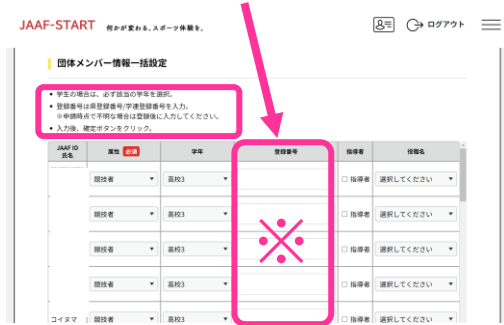 JAAF-START 何かが変わる、スポーツ体験を。 ログアウト
団体メンバー情報一括設定
• 学生の場合は、必ず該当の学年を選択。
• 登録番号は県登録番号/学連登録番号を入力。
※申請時点で不明な場合は登録後に入力してください。
• 入力後、確定ボタンをクリック。
JAAF ID
氏名 属性 必須 学年 登録番号 指導者 役職名
競技者 高校3 指導者 選択してください
競技者 高校3 指導者 選択してください
競技者 高校3 ※ 指導者 選択してください
競技者 高校3 指導者 選択してください
コイヌマ 競技者 高校3 指導者 選択してください